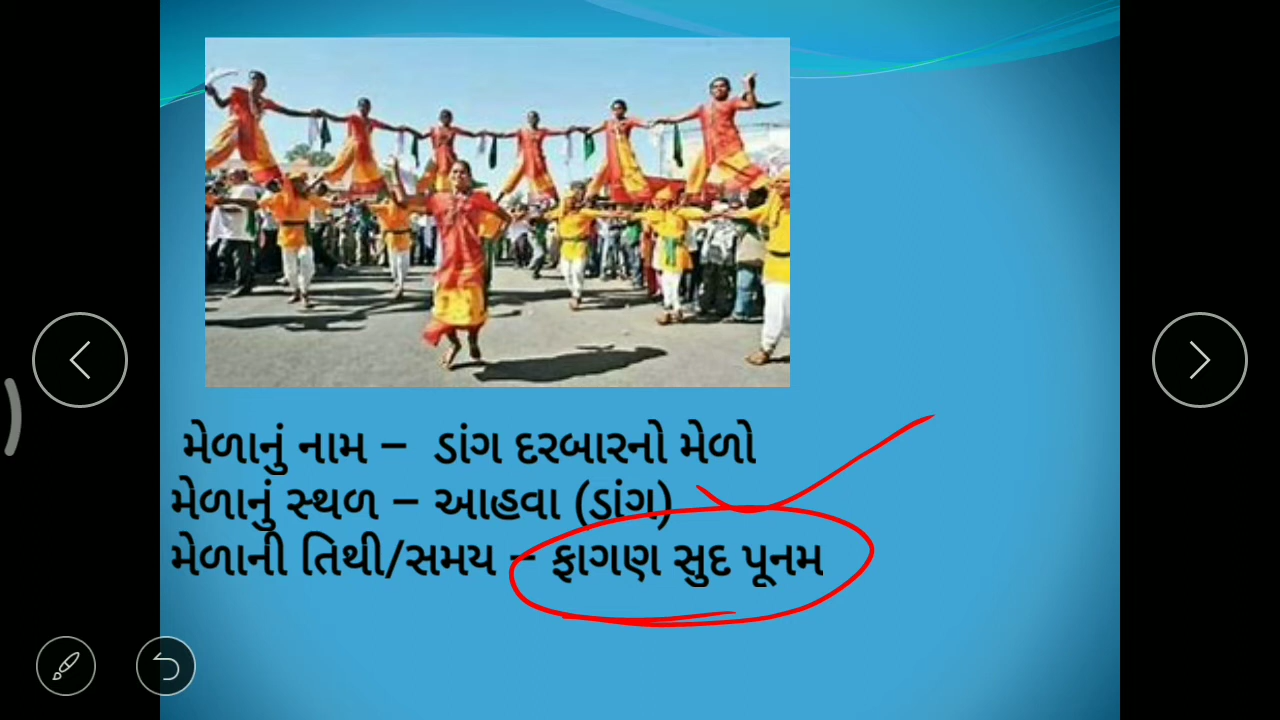 મેળાનું નામ – ડાંગ દરબારનો મેળો
મેળાનું સ્થળ – આહવા (ડાંગ)
મેળાની તિથી/સમય – ફાગણ સુદ પૂનમ